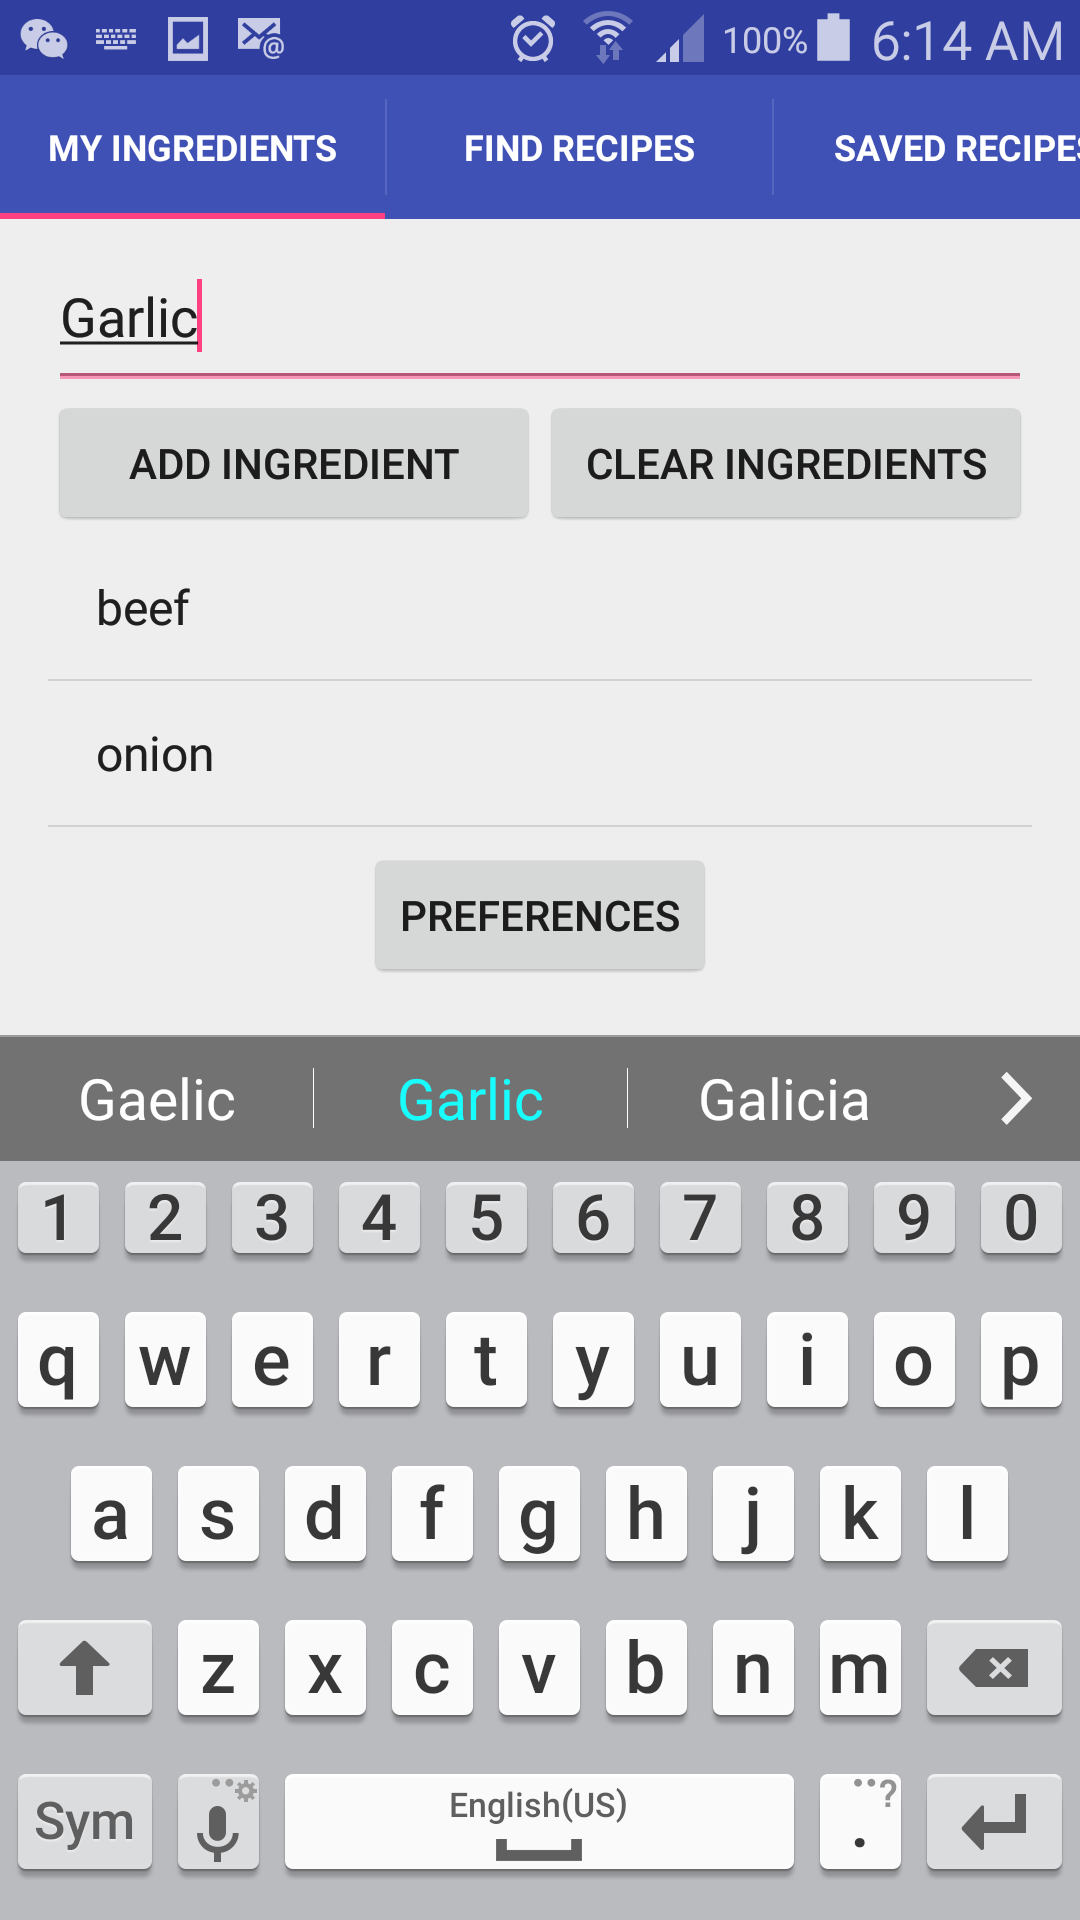 100% 6:14 AM
MY INGREDIENTS FIND RECIPES SAVED RECIPES
Garlic
ADD INGREDIENT CLEAR INGREDIENTS
beef
onion
PREFERENCES
Gaelic Garlic Galicia
1 2 3 4 5 6 7 8 9 0
q w e r t y u i o p
a s d f g h j k l
z x c v b n m
Sym English(US) . ?